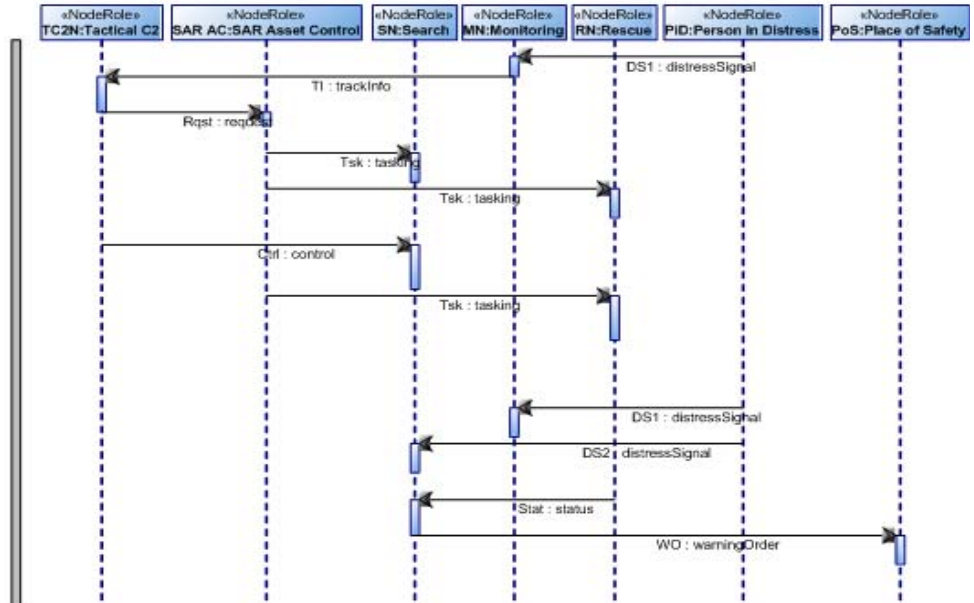 «NodeRole»
TC2N:Tactical C2
«NodeRole»
SAR AC:SAR Asset Control
«NodeRole»
SN:Search
«NodeRole»
MN:Monitoring
«NodeRole»
RN:Rescue
«NodeRole»
PiD:Person In Distress
«NodeRole»
PoS:Place of Safety
DS1 : distressSignal
TI : trackInfo
Rqst : request
Tsk : tasking
Tsk : tasking
Ctrl : control
Tsk : tasking
DS1 : distressSignal
DS2 : distressSignal
Stat : status
WO : warningOrder